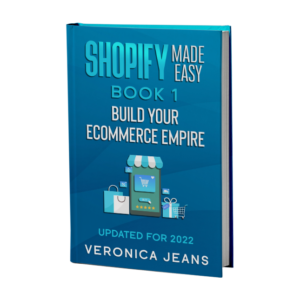 SHOPIFY MADE
EASY
BOOK 1
BUILD YOUR
ECOMMERCE EMPIRE
UPDATED FOR 2022
VERONICA JEANS